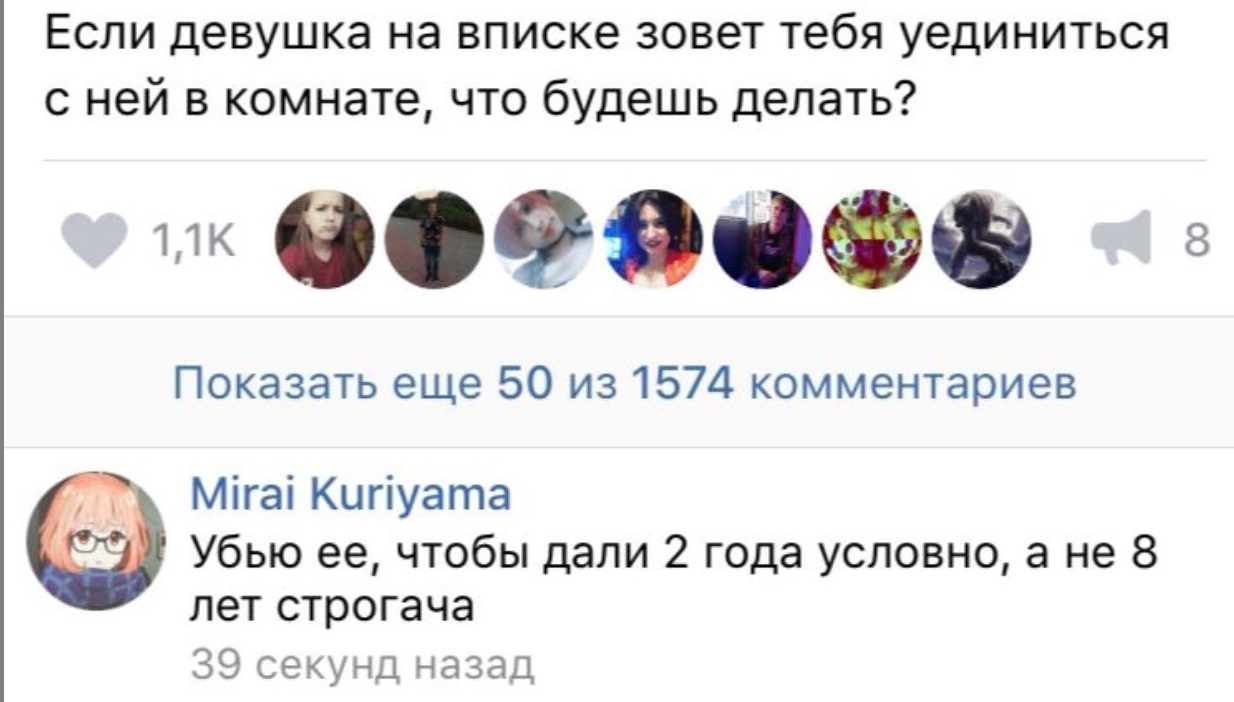 Если девушка на вписке зовет тебя уединиться
с ней в комнате, что будешь делать?
1,1K
8
Показать еще 50 из 1574 комментариев
Mirai Kuriyama
Убью ее, чтобы дали 2 года условно, а не 8
лет строгача
39 секунд назад